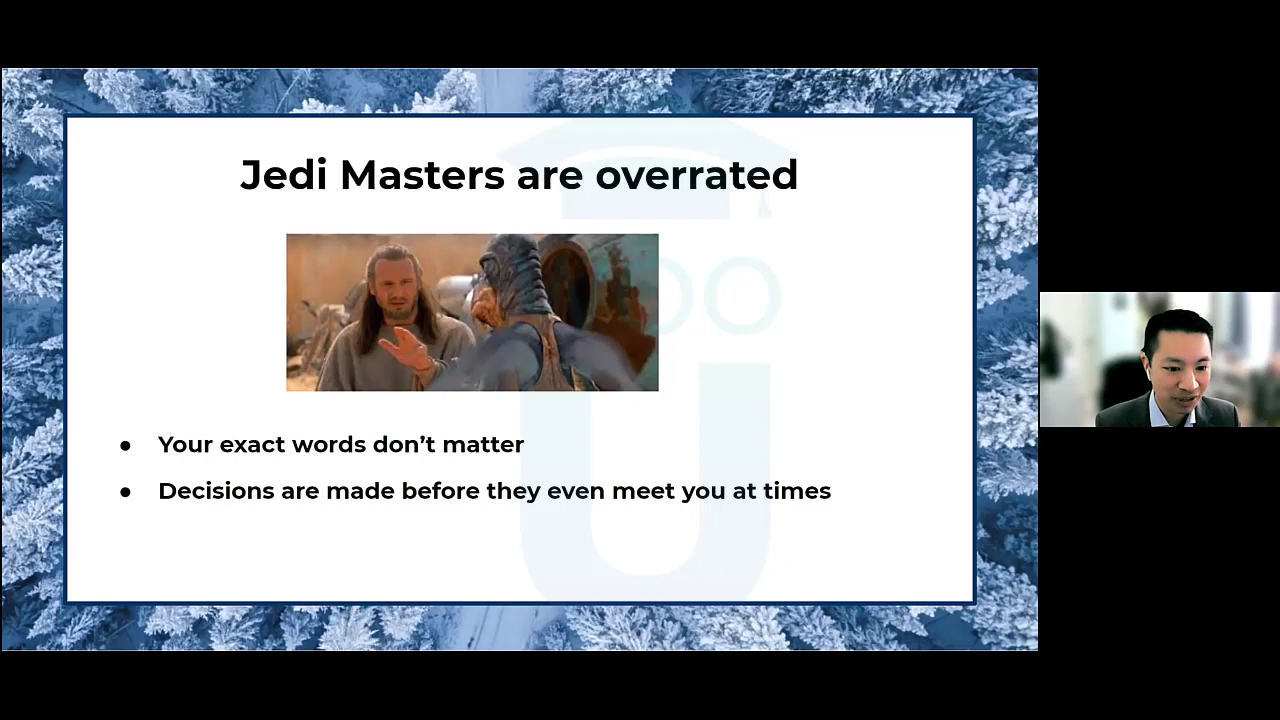 Jedi Masters are overrated
● Your exact words don’t matter
● Decisions are made before they even meet you at times